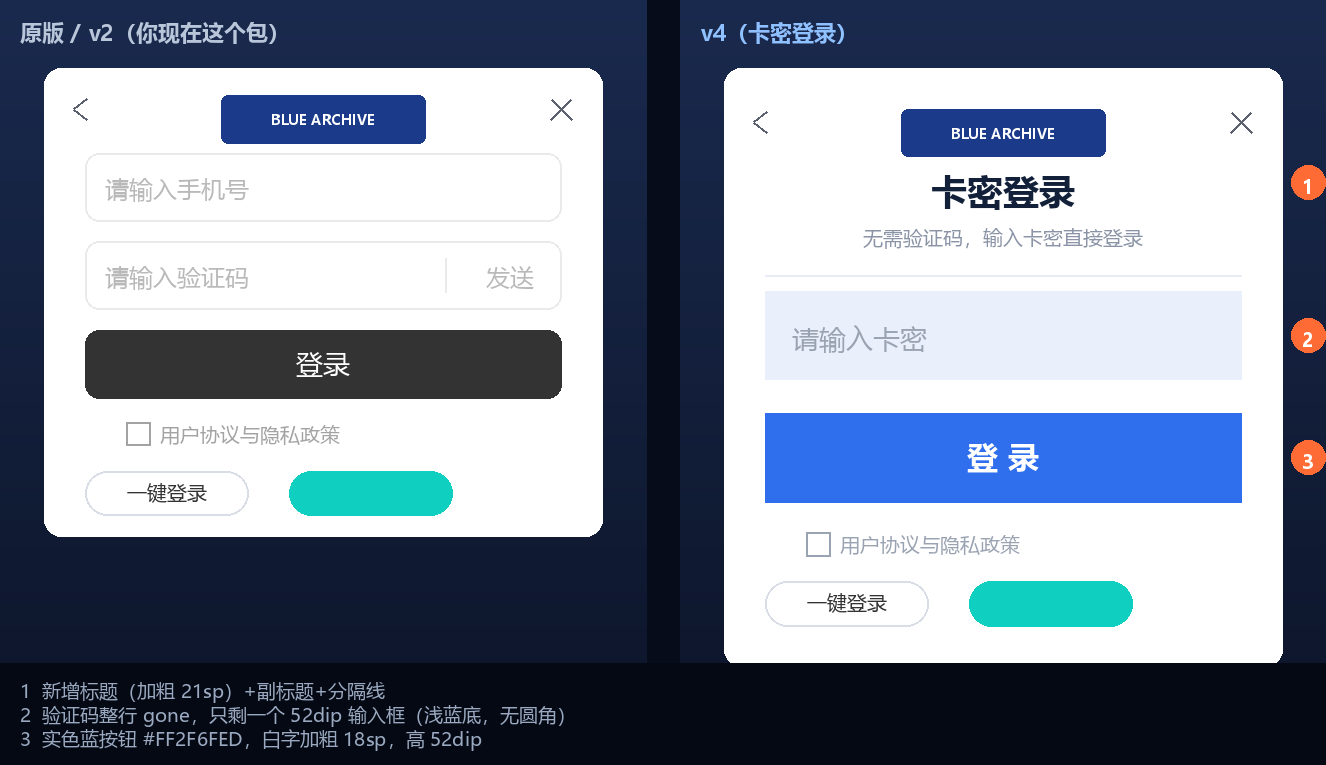 原版 / v2（你现在这个包）
BLUE ARCHIVE
请输入手机号
请输入验证码
发送
登录
用户协议与隐私政策
一键登录
v4（卡密登录）
BLUE ARCHIVE
卡密登录
无需验证码，输入卡密直接登录
请输入卡密
登 录
用户协议与隐私政策
一键登录
1
2
3
1 新增标题（加粗 21sp）+副标题+分隔线
2 验证码整行 gone，只剩一个 52dip 输入框（浅蓝底，无圆角）
3 实色蓝按钮 #FF2F6FED，白字加粗 18sp，高 52dip